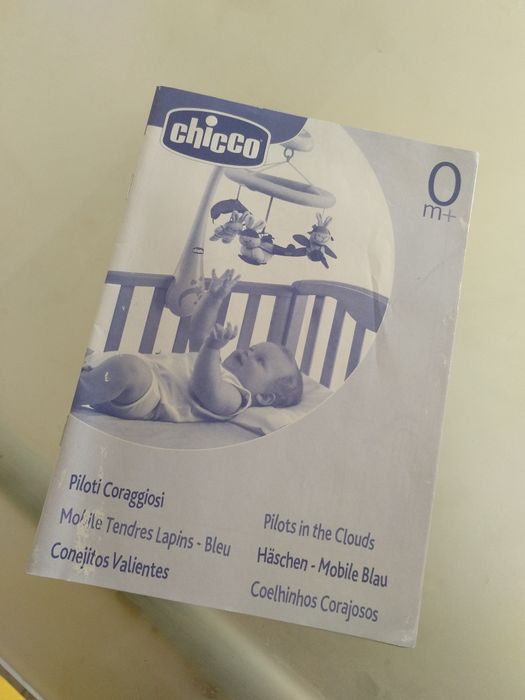 chicco
0
m+
Piloti Coraggiosi
Mobile Tendres Lapins - Bleu
Conejitos Valientes
Pilots in the Clouds
Häschen - Mobile Blau
Coelhinhos Corajosos